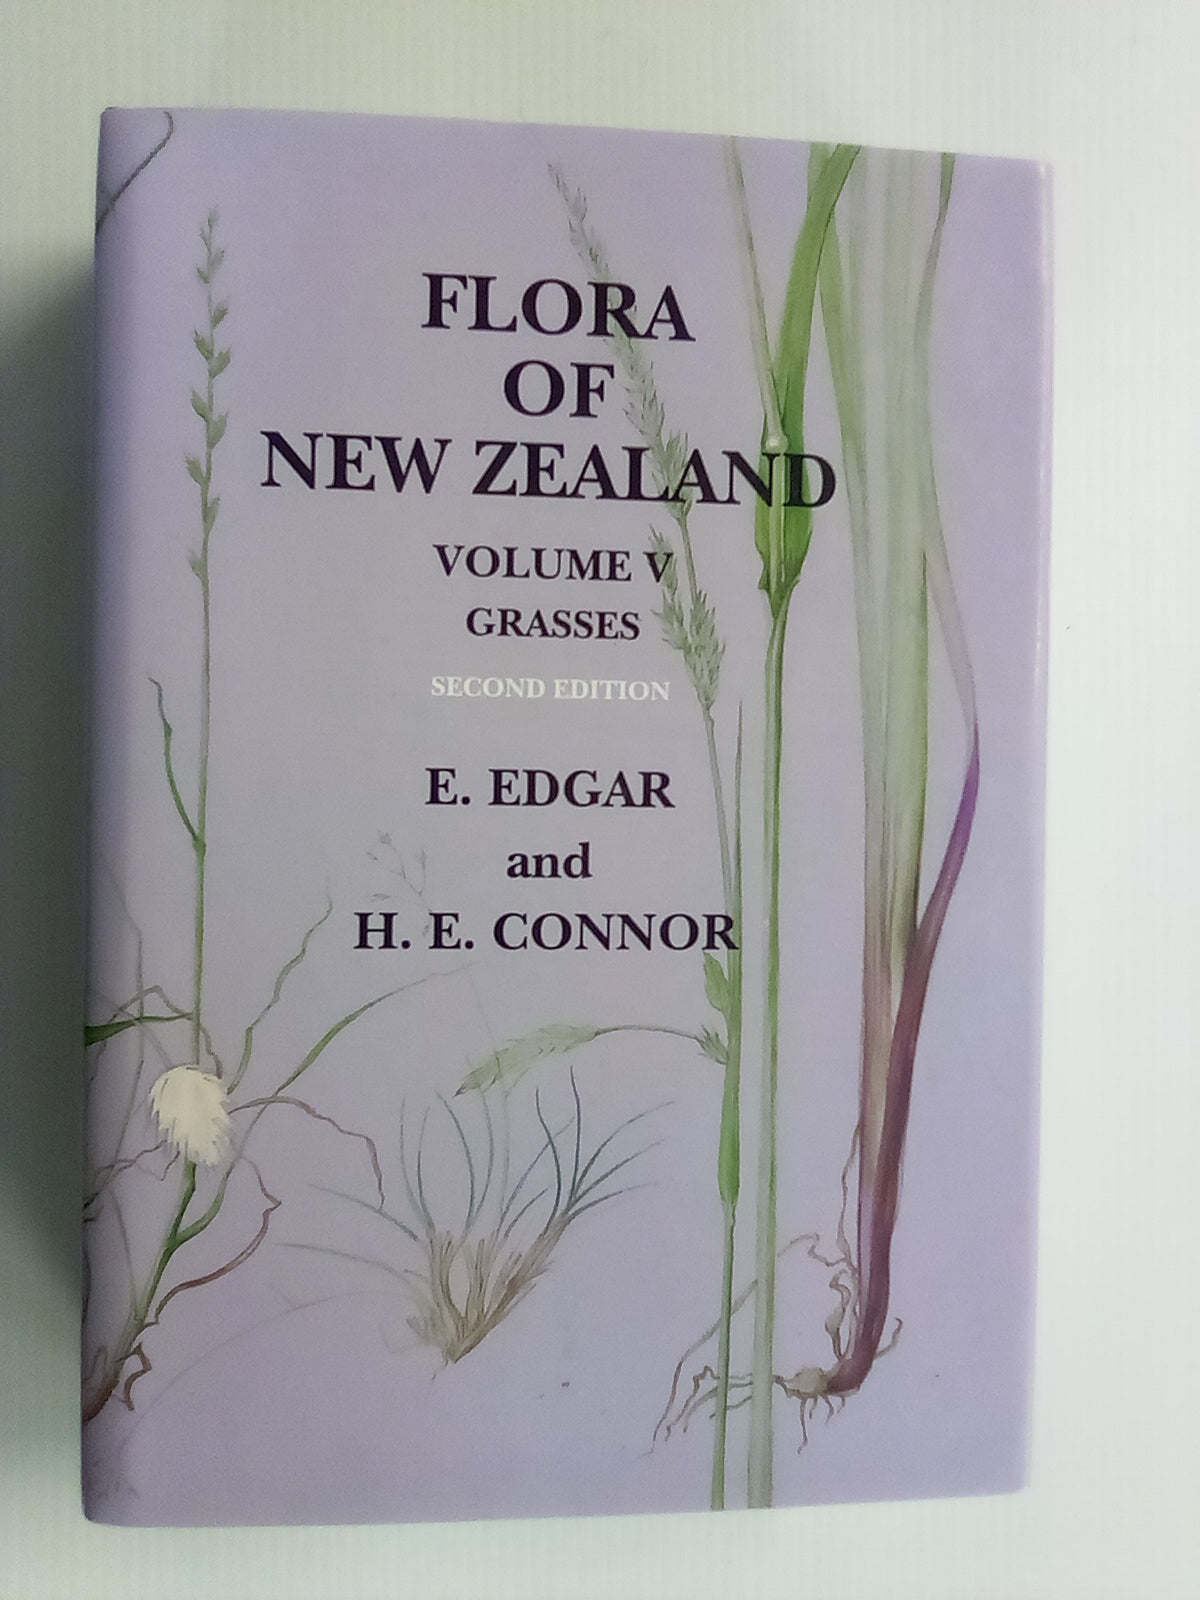 FLORA
OF
NEW ZEALAND
VOLUME V
GRASSES
SECOND EDITION
E. EDGAR
and
H. E. CONNOR